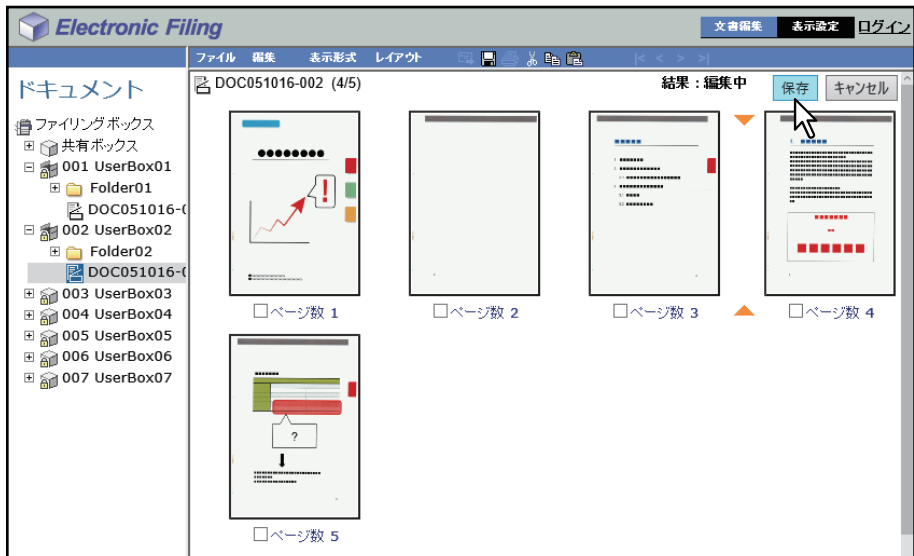 Electronic Filing
文書編集 表示設定 ログイン
ファイル 編集 表示形式 レイアウト |< < > >|
ドキュメント
ファイリングボックス
共有ボックス
001 UserBox01
Folder01
DOC051016-0
002 UserBox02
Folder02
DOC051016-0
003 UserBox03
004 UserBox04
005 UserBox05
006 UserBox06
007 UserBox07
DOC051016-002 (4/5)
結果：編集中 保存 キャンセル
!
ページ数 1
ページ数 2
ページ数 3
ページ数 4
?
ページ数 5